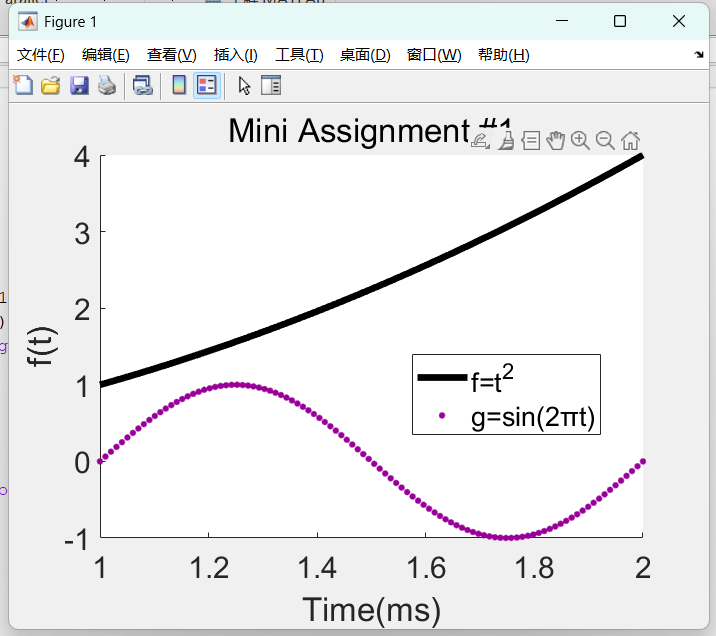 Figure 1
文件(F) 编辑(E) 查看(V) 插入(I) 工具(T) 桌面(D) 窗口(W) 帮助(H)
Mini Assignment #1
4
3
2
1
0
-1
f(t)
f=t²
g=sin(2πt)
1 1.2 1.4 1.6 1.8 2
Time(ms)